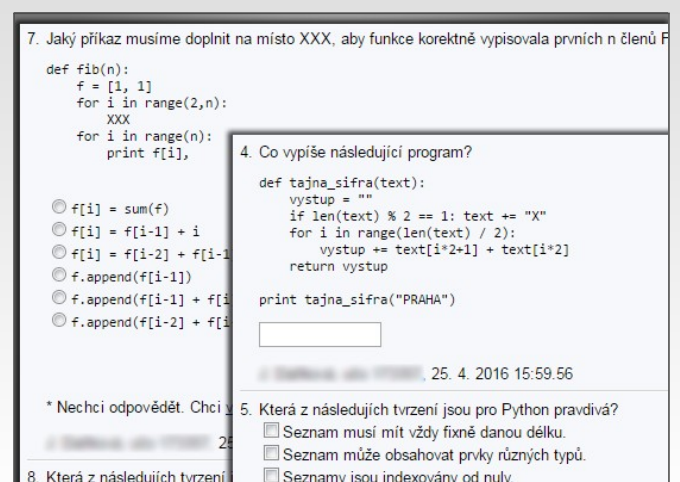 7. Jaký příkaz musíme doplnit na místo XXX, aby funkce korektně vypisovala prvních n členů F
def fib(n):
    f = [1, 1]
    for i in range(2,n):
        XXX
    for i in range(n):
        print f[i],
f[i] = sum(f)
f[i] = f[i-1] + i
f[i] = f[i-2] + f[i-1
f.append(f[i-1])
f.append(f[i-1] + f[i
f.append(f[i-2] + f[i
* Nechci odpovědět. Chci v
25
8. Která z následujích tvrzení
4. Co vypíše následující program?
def tajna_sifra(text):
    vystup = ""
    if len(text) % 2 == 1: text += "X"
    for i in range(len(text) / 2):
        vystup += text[i*2+1] + text[i*2]
    return vystup
print tajna_sifra("PRAHA")
, 25. 4. 2016 15:59.56
5. Která z následujích tvrzení jsou pro Python pravdivá?
Seznam musí mít vždy fixně danou délku.
Seznam může obsahovat prvky různých typů.
Seznamy jsou indexovány od nuly.